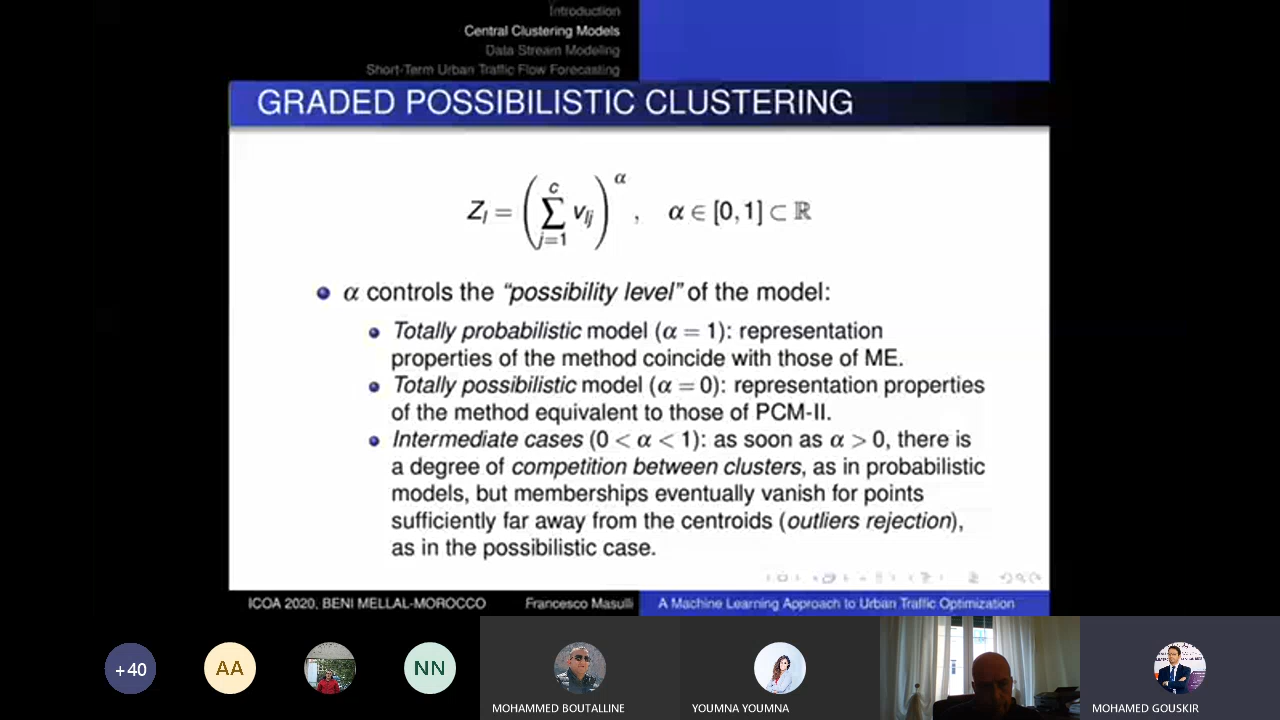 Introduction
Central Clustering Models
Data Stream Modeling
Short-Term Urban Traffic Flow Forecasting
GRADED POSSIBILISTIC CLUSTERING
Z_l = ( ∑_{j=1}^{c} v_{lj} )^α , α ∈ [0,1] ⊂ ℝ
α controls the “possibility level” of the model:
Totally probabilistic model (α = 1): representation
properties of the method coincide with those of ME.
Totally possibilistic model (α = 0): representation properties
of the method equivalent to those of PCM-II.
Intermediate cases (0 < α < 1): as soon as α > 0, there is
a degree of competition between clusters, as in probabilistic
models, but memberships eventually vanish for points
sufficiently far away from the centroids (outliers rejection),
as in the possibilistic case.
ICOA 2020, BENI MELLAL-MOROCCO Francesco Masulli A Machine Learning Approach to Urban Traffic Optimization
+40 AA NN
MOHAMMED BOUTALLINE YOUMNA YOUMNA MOHAMED GOUSKIR